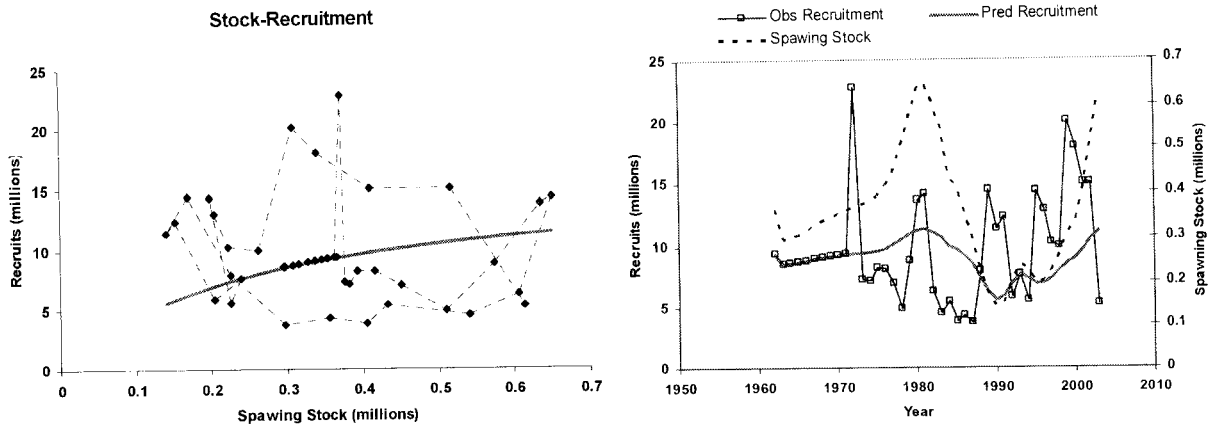 Stock-Recruitment
Recruits (millions)
25
20
15
10
5
0
0 0.1 0.2 0.3 0.4 0.5 0.6 0.7
Spawing Stock (millions)
Obs Recruitment Pred Recruitment
Spawing Stock
Recruits (millions)
25
20
15
10
5
0
0.7
0.6
0.5
0.4
0.3
0.2
0.1
0
Spawing Stock (millions)
1950 1960 1970 1980 1990 2000 2010
Year